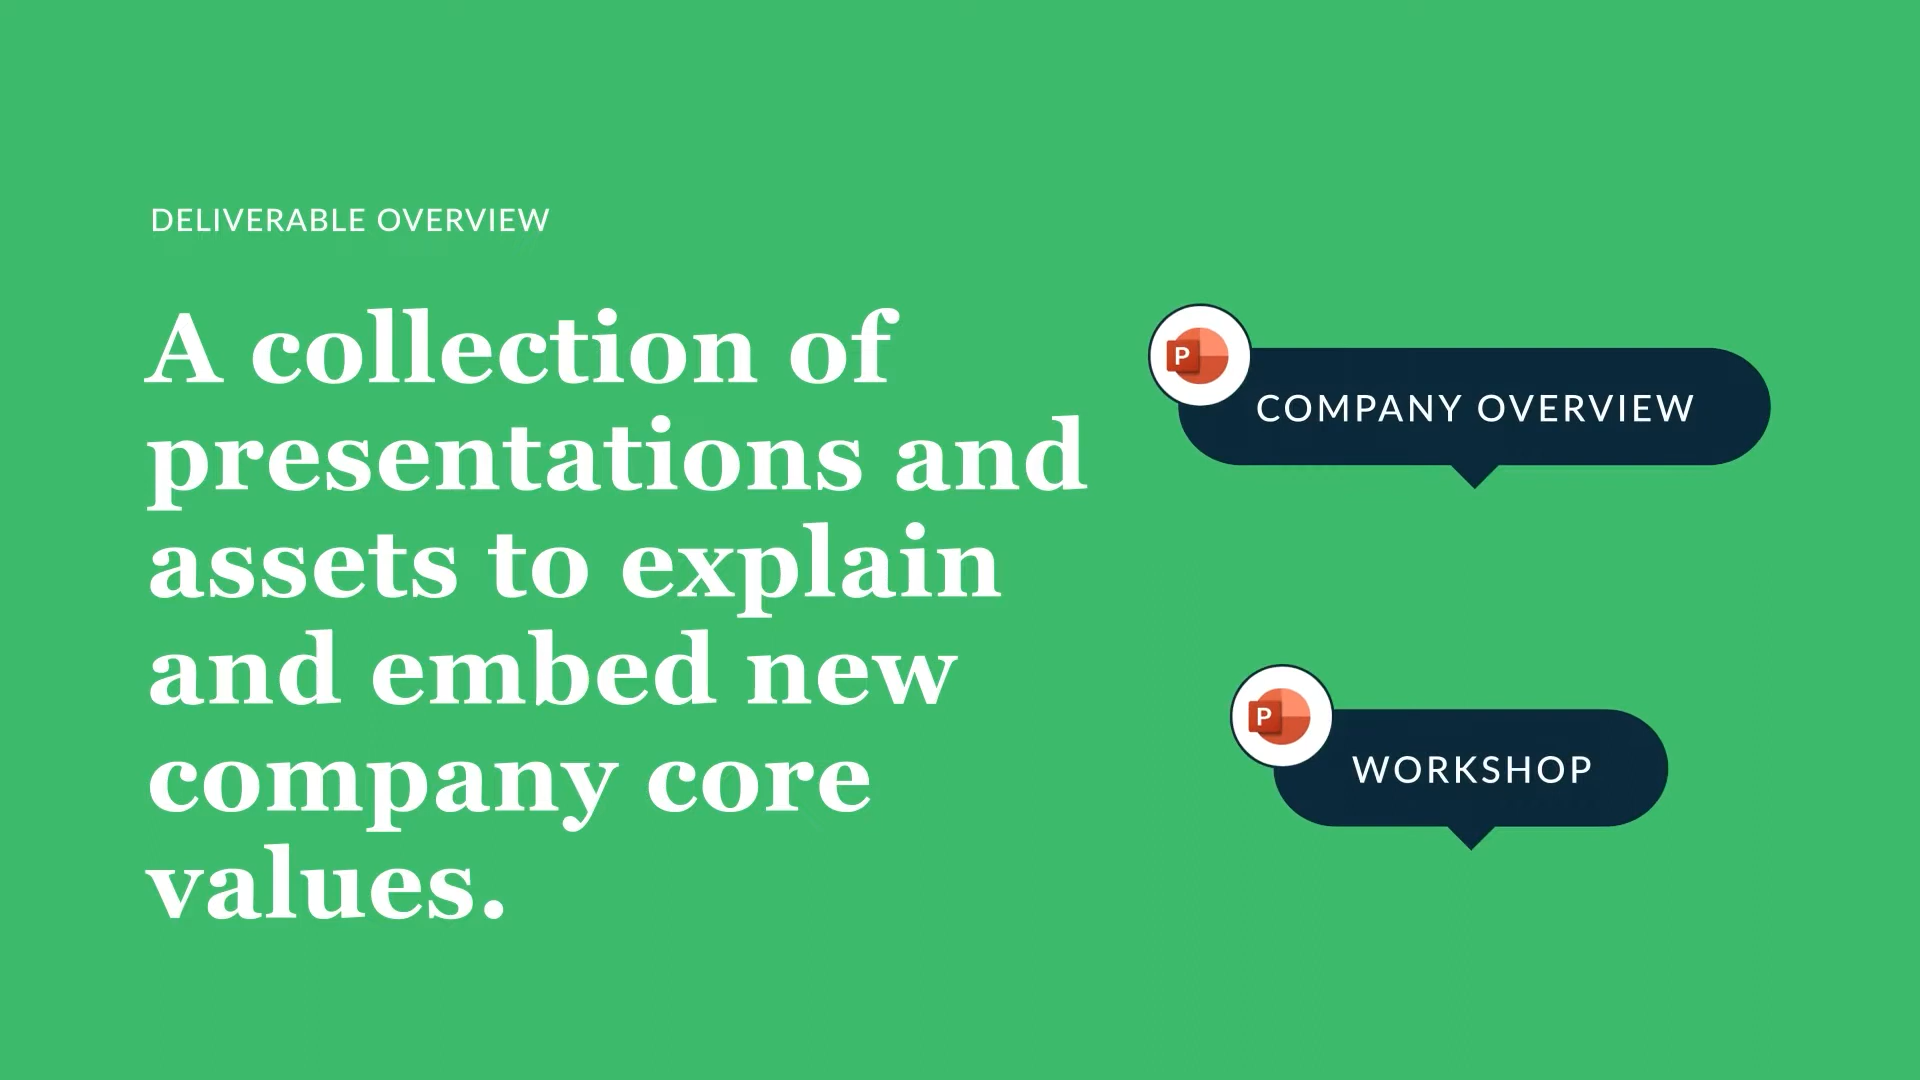 DELIVERABLE OVERVIEW
A collection of
presentations and
assets to explain
and embed new
company core
values.
P
COMPANY OVERVIEW
P
WORKSHOP